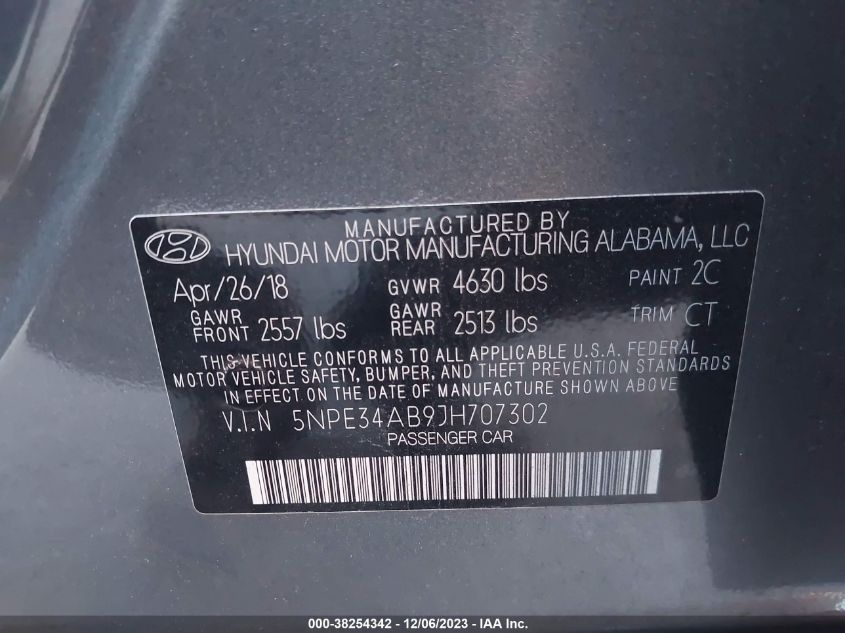 MANUFACTURED BY
HYUNDAI MOTOR MANUFACTURING ALABAMA, LLC
Apr/26/18 GVWR 4630 lbs PAINT 2C
GAWR FRONT 2557 lbs GAWR REAR 2513 lbs TRIM CT
THIS VEHICLE CONFORMS TO ALL APPLICABLE U.S.A. FEDERAL
MOTOR VEHICLE SAFETY, BUMPER, AND THEFT PREVENTION STANDARDS
IN EFFECT ON THE DATE OF MANUFACTURE SHOWN ABOVE
V.I.N 5NPE34AB9JH707302
PASSENGER CAR
000-38254342 - 12/06/2023 - IAA Inc.